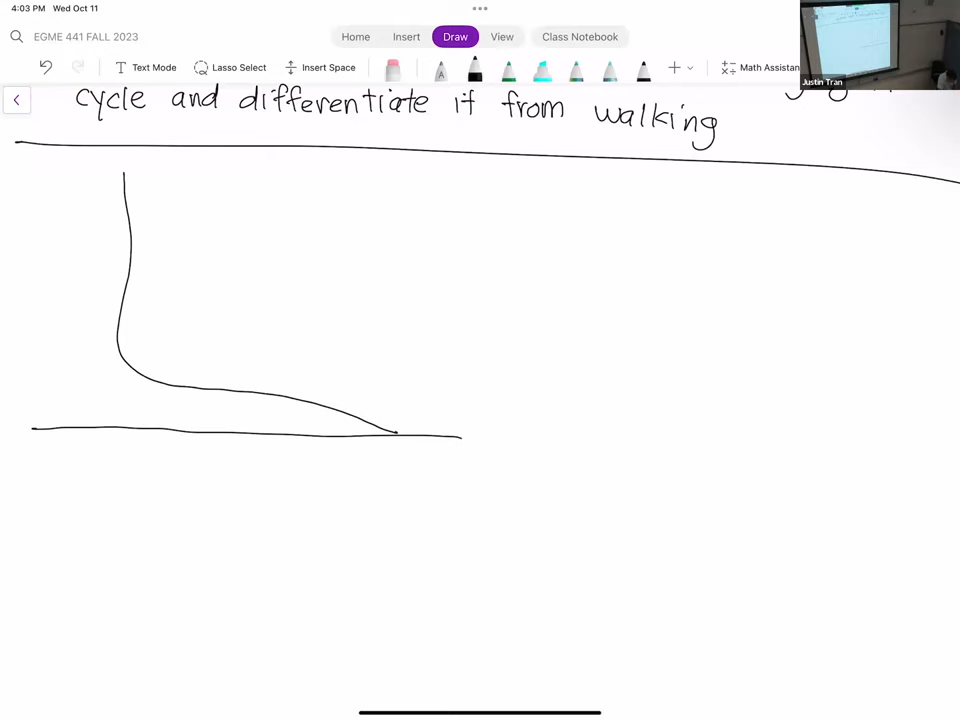 4:03 PM Wed Oct 11
EGME 441 FALL 2023
Home Insert Draw View Class Notebook
Text Mode Lasso Select Insert Space Math Assistan
Justin Tran
cycle and differentiate it from walking